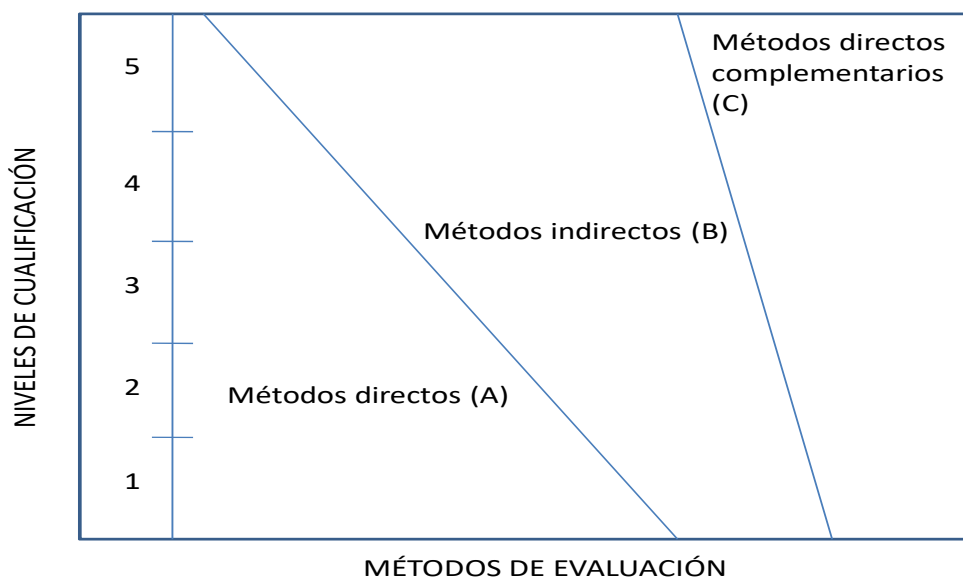 Métodos directos
complementarios
(C)
5
4
Métodos indirectos (B)
3
2
Métodos directos (A)
1
NIVELES DE CUALIFICACIÓN
MÉTODOS DE EVALUACIÓN